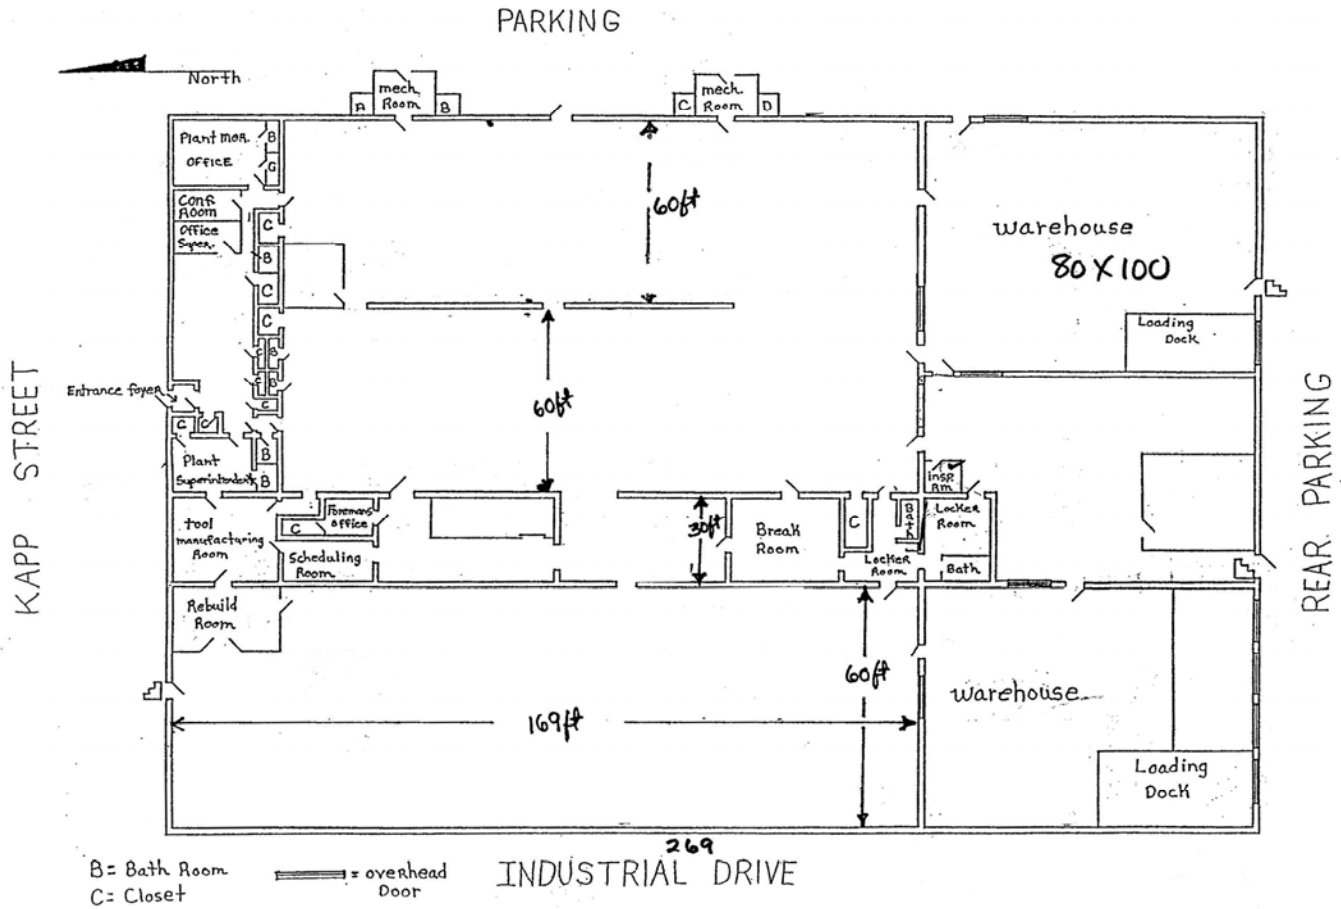 PARKING
North
mech.
Room
A
B
mech.
Room
C
D
Plant MGR.
OFFICE
B
C
Conf.
Room
Office
Super.
C
B
C
C
C
B
C
B
C
60ft
warehouse
80 X 100
Loading
Dock
KAPP STREET
Entrance foyer
C
C
60ft
Plant
Superintendent
B
B
REAR PARKING
insp.
Rm
tool
manufacturing
Room
Foremans
office
C
Scheduling
Room
30ft
Break
Room
C
Bath
Locker
Room
Locker
Room
Bath
Rebuild
Room
60ft
warehouse
169ft
Loading
Dock
269
B= Bath Room
C= Closet
= overhead
Door
INDUSTRIAL DRIVE